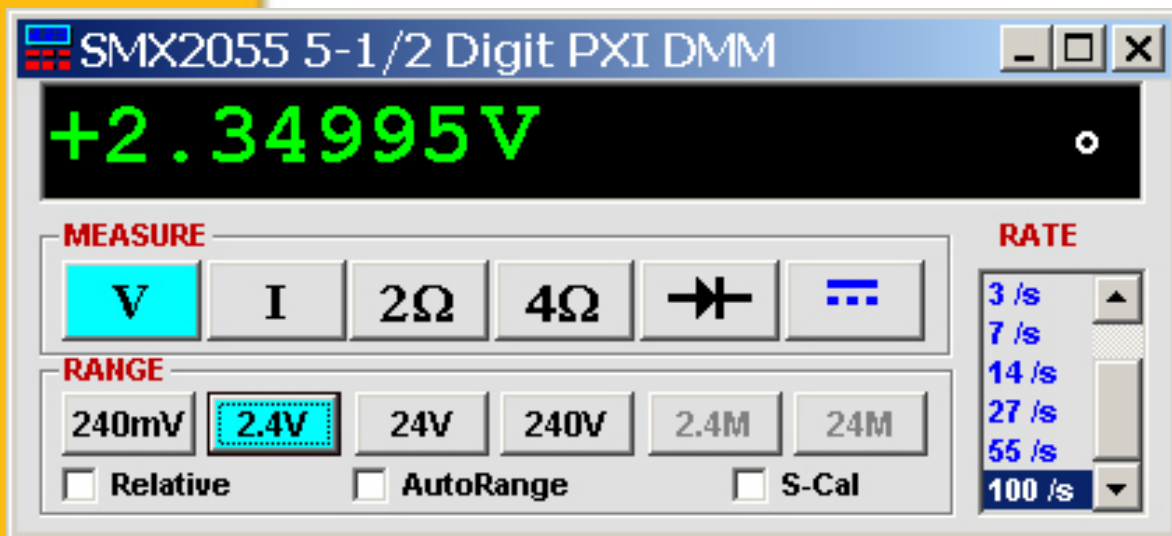 SMX2055 5-1/2 Digit PXI DMM
+2.34995V
MEASURE
V I 2Ω 4Ω
RANGE
240mV 2.4V 24V 240V 2.4M 24M
Relative AutoRange S-Cal
RATE
3 /s
7 /s
14 /s
27 /s
55 /s
100 /s